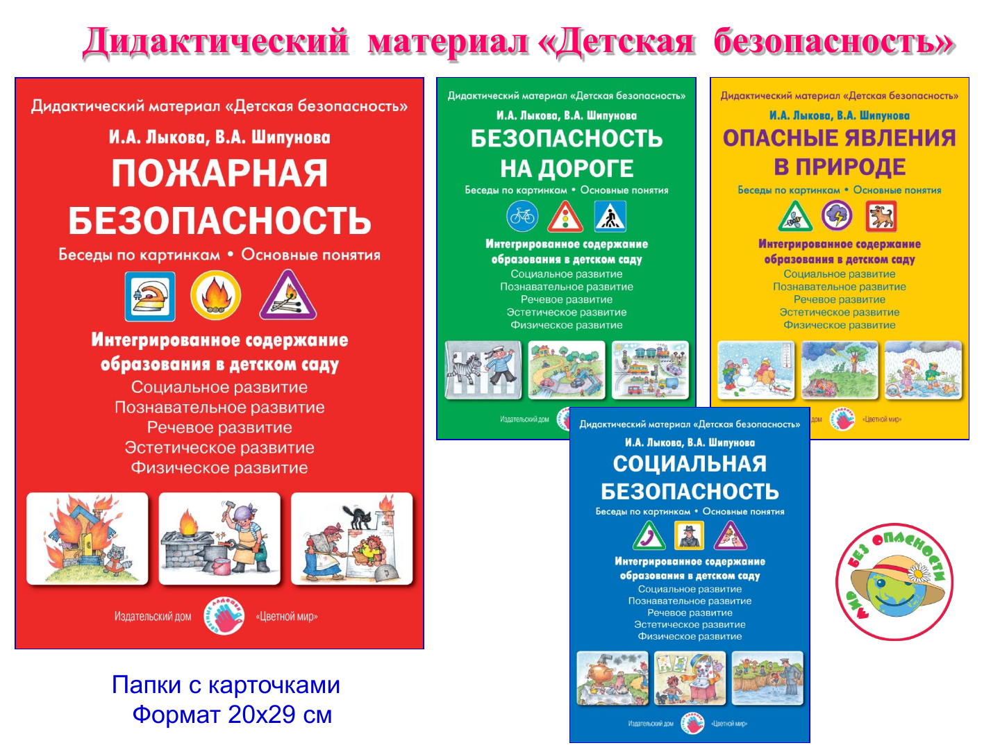 Дидактический материал «Детская безопасность»
Дидактический материал «Детская безопасность»
И.А. Лыкова, В.А. Шипунова
ПОЖАРНАЯ
БЕЗОПАСНОСТЬ
Беседы по картинкам • Основные понятия
Интегрированное содержание
образования в детском саду
Социальное развитие
Познавательное развитие
Речевое развитие
Эстетическое развитие
Физическое развитие
Издательский дом
ЦВЕТНЫЕ ЛАДОШКИ
«Цветной мир»
Папки с карточками
Формат 20х29 см
Дидактический материал «Детская безопасность»
И.А. Лыкова, В.А. Шипунова
БЕЗОПАСНОСТЬ
НА ДОРОГЕ
Беседы по картинкам • Основные понятия
Интегрированное содержание
образования в детском саду
Социальное развитие
Познавательное развитие
Речевое развитие
Эстетическое развитие
Физическое развитие
Издательский дом
Дидактический материал «Детская безопасность»
И.А. Лыкова, В.А. Шипунова
ОПАСНЫЕ ЯВЛЕНИЯ
В ПРИРОДЕ
Беседы по картинкам • Основные понятия
Интегрированное содержание
образования в детском саду
Социальное развитие
Познавательное развитие
Речевое развитие
Эстетическое развитие
Физическое развитие
дом
«Цветной мир»
Дидактический материал «Детская безопасность»
И.А. Лыкова, В.А. Шипунова
СОЦИАЛЬНАЯ
БЕЗОПАСНОСТЬ
Беседы по картинкам • Основные понятия
Интегрированное содержание
образования в детском саду
Социальное развитие
Познавательное развитие
Речевое развитие
Эстетическое развитие
Физическое развитие
Издательский дом
«Цветной мир»
МИР БЕЗ ОПАСНОСТИ